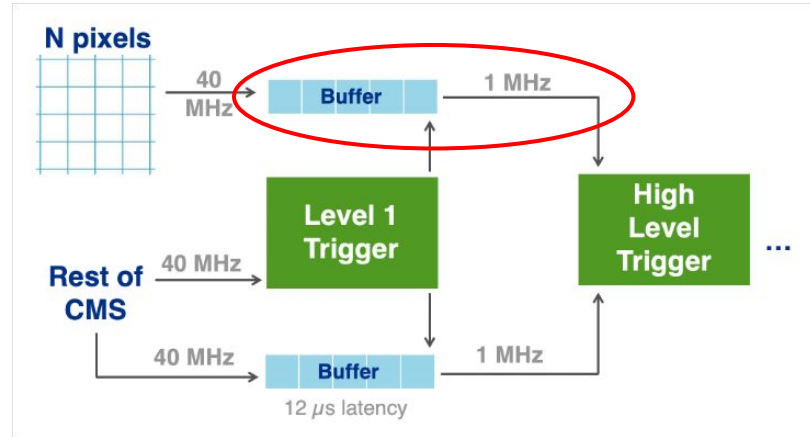 N pixels
40
MHz
Buffer
1 MHz
Level 1
Trigger
High
Level
Trigger
...
Rest of
CMS
40 MHz
40 MHz
Buffer
1 MHz
12 μs latency